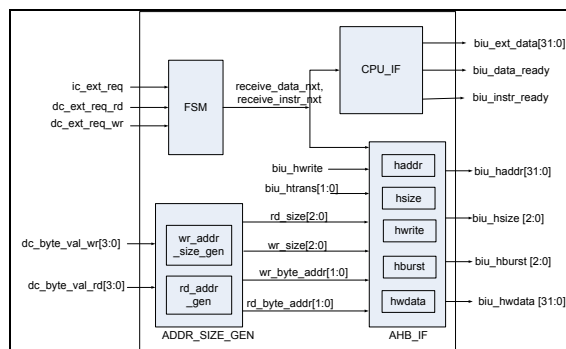 biu_ext_data[31:0]
CPU_IF
biu_data_ready
ic_ext_req
receive_data_nxt,
receive_instr_nxt
biu_instr_ready
dc_ext_req_rd
FSM
dc_ext_req_wr
biu_hwrite
haddr
biu_haddr[31:0]
biu_htrans[1:0]
hsize
rd_size[2:0]
biu_hsize [2:0]
hwrite
dc_byte_val_wr[3:0]
wr_addr
_size_gen
wr_size[2:0]
biu_hburst [2:0]
wr_byte_addr[1:0]
hburst
dc_byte_val_rd[3:0]
rd_addr
_gen
rd_byte_addr[1:0]
hwdata
biu_hwdata [31:0]
ADDR_SIZE_GEN
AHB_IF